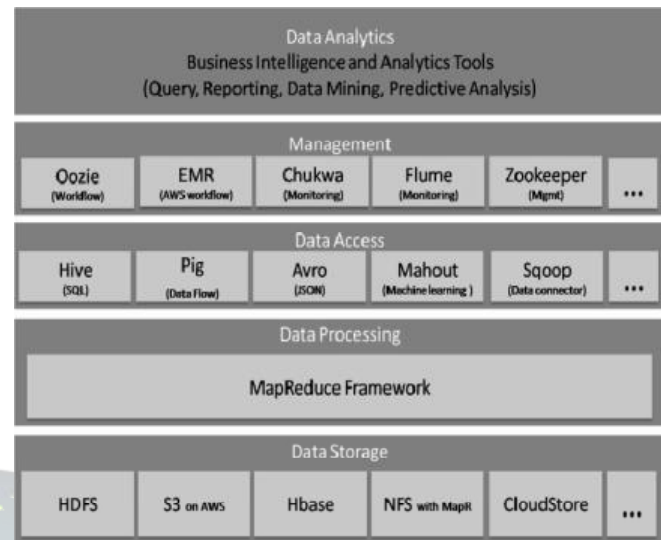 Data Analytics
Business Intelligence and Analytics Tools
(Query, Reporting, Data Mining, Predictive Analysis)
Management
Oozie
(Workflow)
EMR
(AWS workflow)
Chukwa
(Monitoring)
Flume
(Monitoring)
Zookeeper
(Mgmt)
...
Data Access
Hive
(SQL)
Pig
(Data Flow)
Avro
(JSON)
Mahout
(Machine learning )
Sqoop
(Data connector)
...
Data Processing
MapReduce Framework
Data Storage
HDFS
S3 on AWS
Hbase
NFS with MapR
CloudStore
...